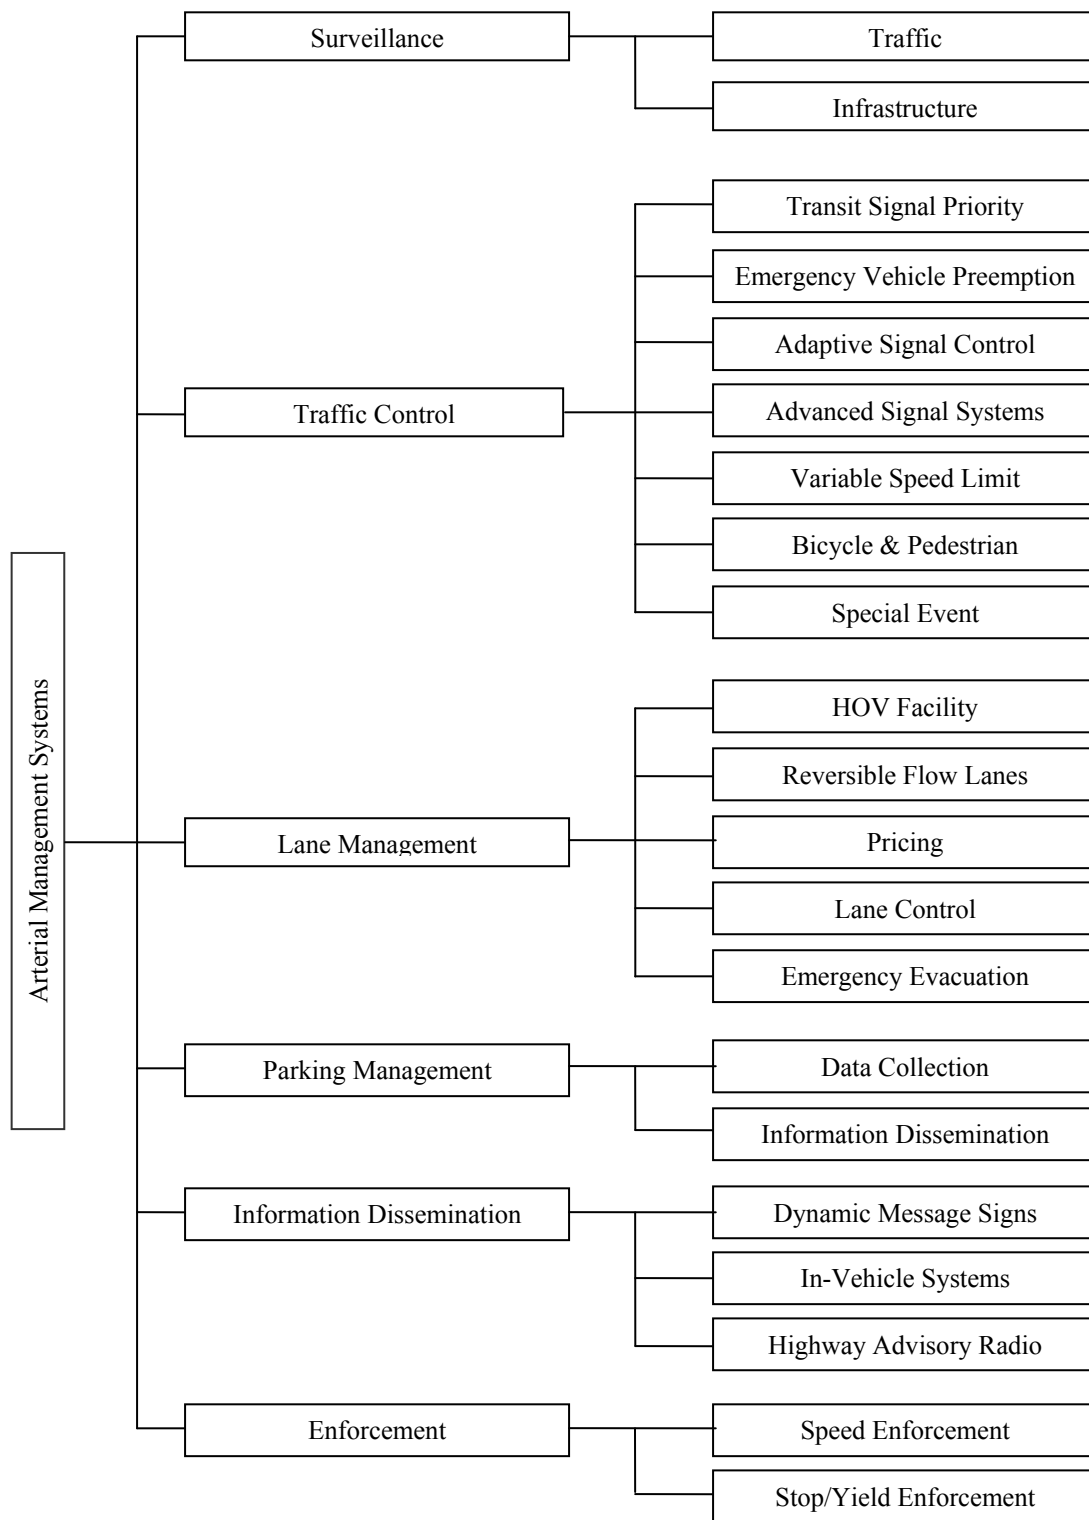 Surveillance
Traffic
Infrastructure
Transit Signal Priority
Emergency Vehicle Preemption
Adaptive Signal Control
Traffic Control
Advanced Signal Systems
Variable Speed Limit
Bicycle & Pedestrian
Special Event
Arterial Management Systems
HOV Facility
Reversible Flow Lanes
Lane Management
Pricing
Lane Control
Emergency Evacuation
Parking Management
Data Collection
Information Dissemination
Information Dissemination
Dynamic Message Signs
In-Vehicle Systems
Highway Advisory Radio
Enforcement
Speed Enforcement
Stop/Yield Enforcement